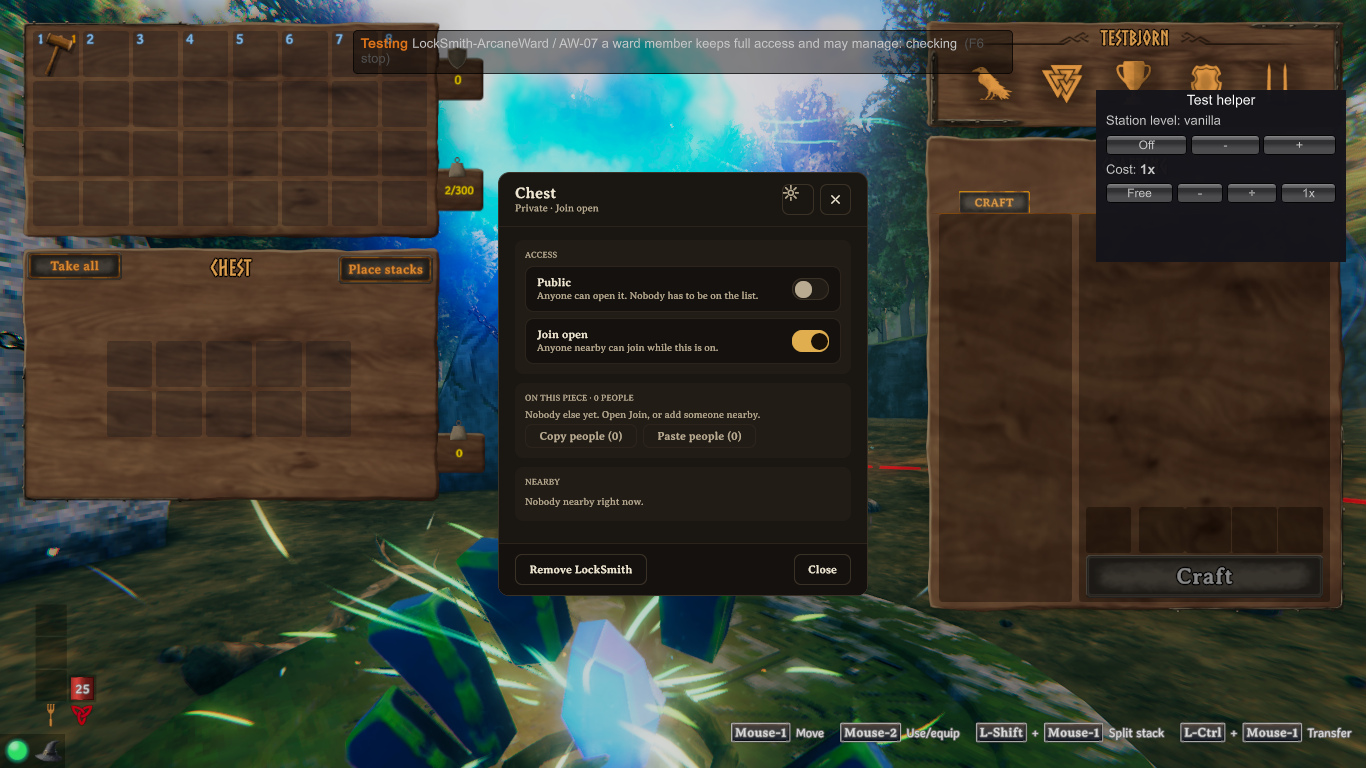 Testing LockSmith-ArcaneWard / AW-07 a ward member keeps full access and may manage: checking (F6
stop)
1 2 3 4 5 6 7 8
1
0
2/300
Take all
CHEST
Place stacks
0
Chest
Private · Join open
ACCESS
Public
Anyone can open it. Nobody has to be on the list.
Join open
Anyone nearby can join while this is on.
ON THIS PIECE · 0 PEOPLE
Nobody else yet. Open Join, or add someone nearby.
Copy people (0)
Paste people (0)
NEARBY
Nobody nearby right now.
Remove LockSmith
Close
TESTBJORN
Test helper
Station level: vanilla
Off
-
+
Cost: 1x
Free
-
+
1x
CRAFT
Craft
25
Mouse-1 Move
Mouse-2 Use/equip
L-Shift + Mouse-1 Split stack
L-Ctrl + Mouse-1 Transfer